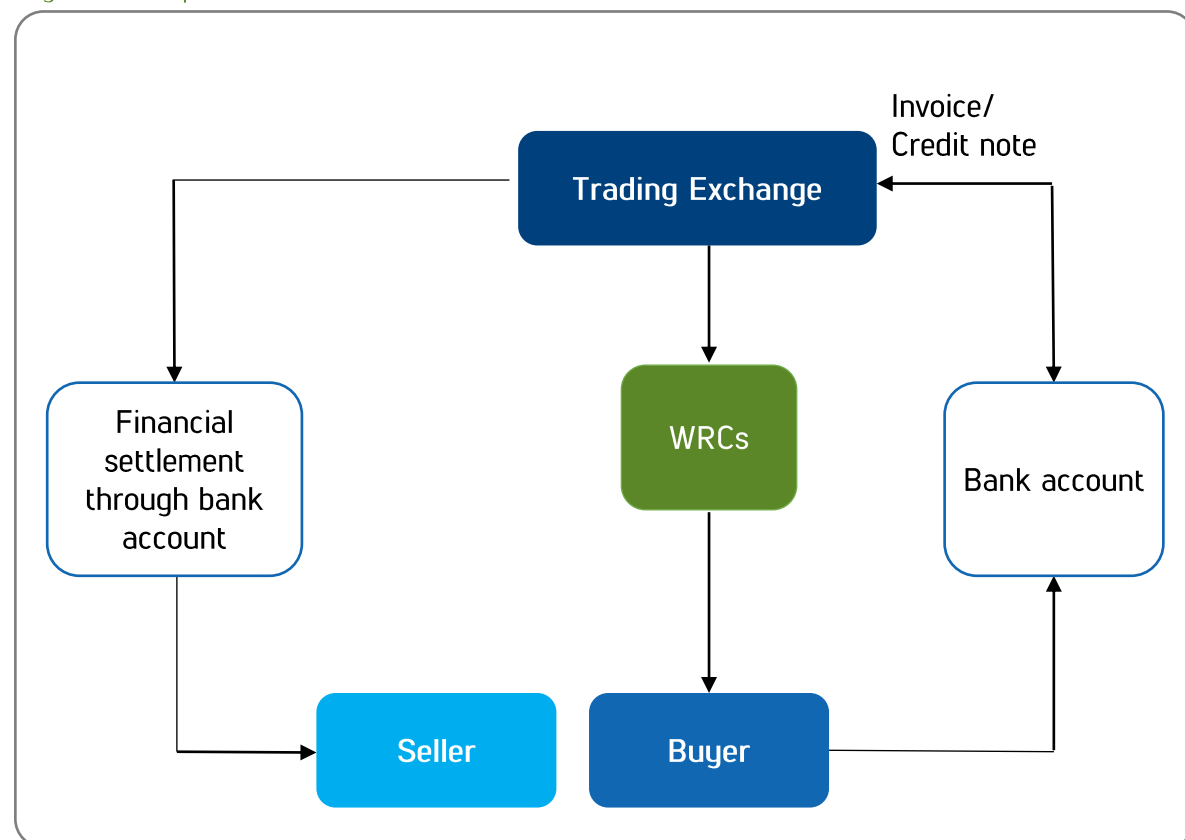 Invoice/
Credit note
Trading Exchange
Financial
settlement
through bank
account
WRCs
Bank account
Seller
Buyer